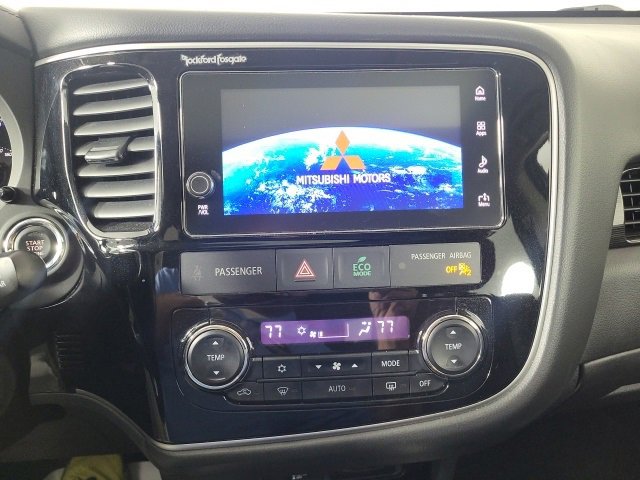 Rockford Fosgate
Home
Apps
Audio
Menu
MITSUBISHI MOTORS
PWR
/VOL
START
STOP
PASSENGER
ECO
MODE
PASSENGER AIRBAG
OFF
2
77
77
TEMP
MODE
TEMP
AUTO
OFF